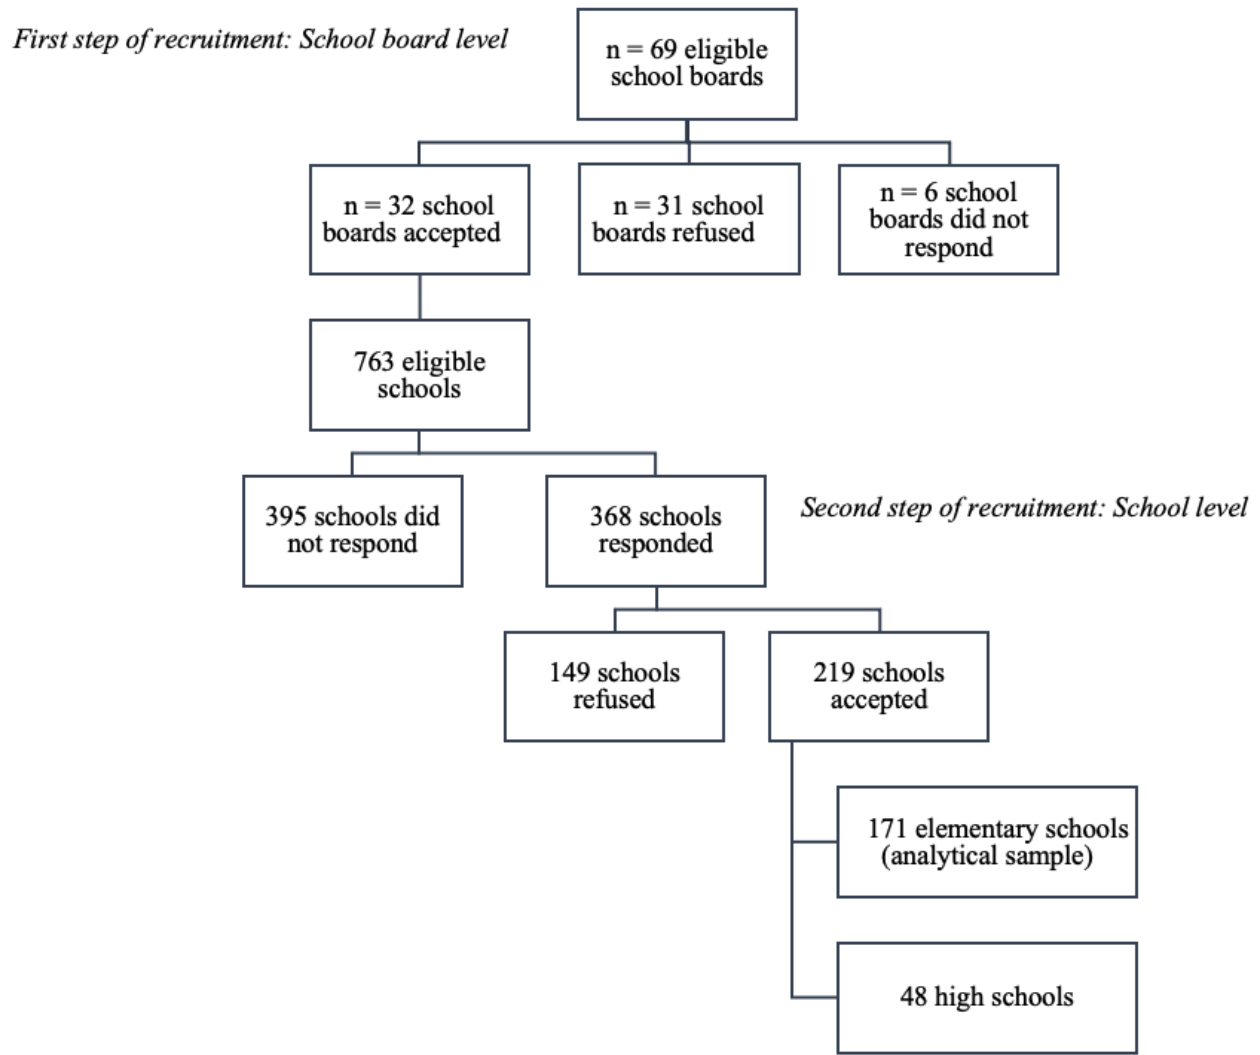 First step of recruitment: School board level
n = 69 eligible
school boards
n = 32 school
boards accepted
n = 31 school
boards refused
n = 6 school
boards did not
respond
763 eligible
schools
395 schools did
not respond
368 schools
responded
Second step of recruitment: School level
149 schools
refused
219 schools
accepted
171 elementary schools
(analytical sample)
48 high schools